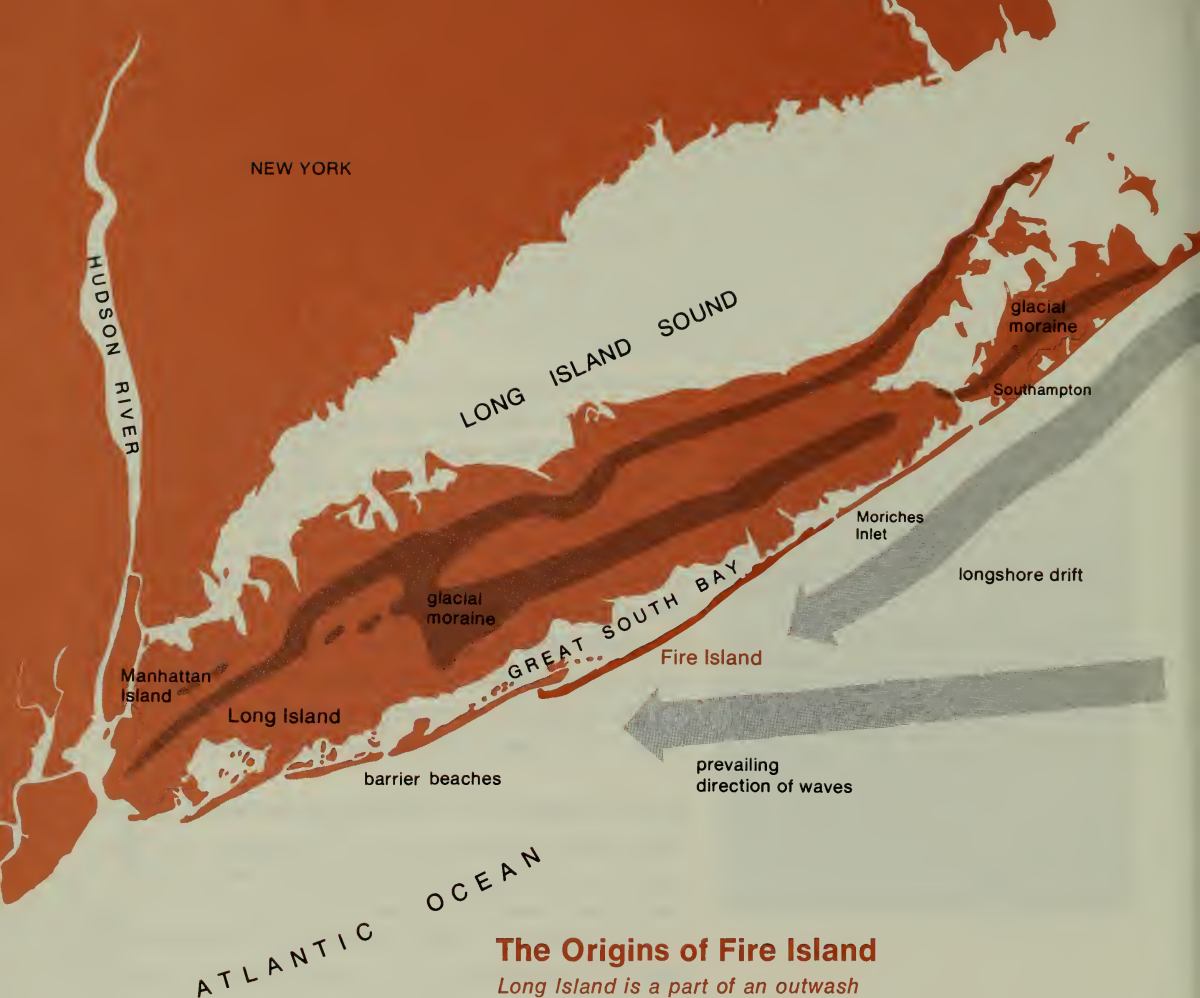 NEW YORK
HUDSON RIVER
LONG ISLAND SOUND
glacial
moraine
Southampton
Moriches
Inlet
longshore drift
glacial
moraine
GREAT SOUTH BAY
Fire Island
Manhattan
Island
Long Island
barrier beaches
prevailing
direction of waves
ATLANTIC OCEAN
The Origins of Fire Island
Long Island is a part of an outwash